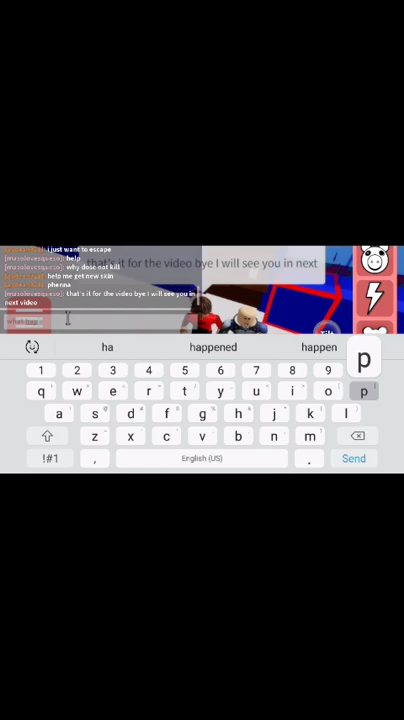 i just want to escape
help
that's it for the video bye I will see you in next
why dose not kill
help me get new skin
phenna
that's it for the video bye I will see you in
next video
what hap
ha happened happen
p
1 2 3 4 5 6 7 8 9
q w e r t y u i o p
a s d f g h j k l
z x c v b n m
!#1 , English (US) . Send